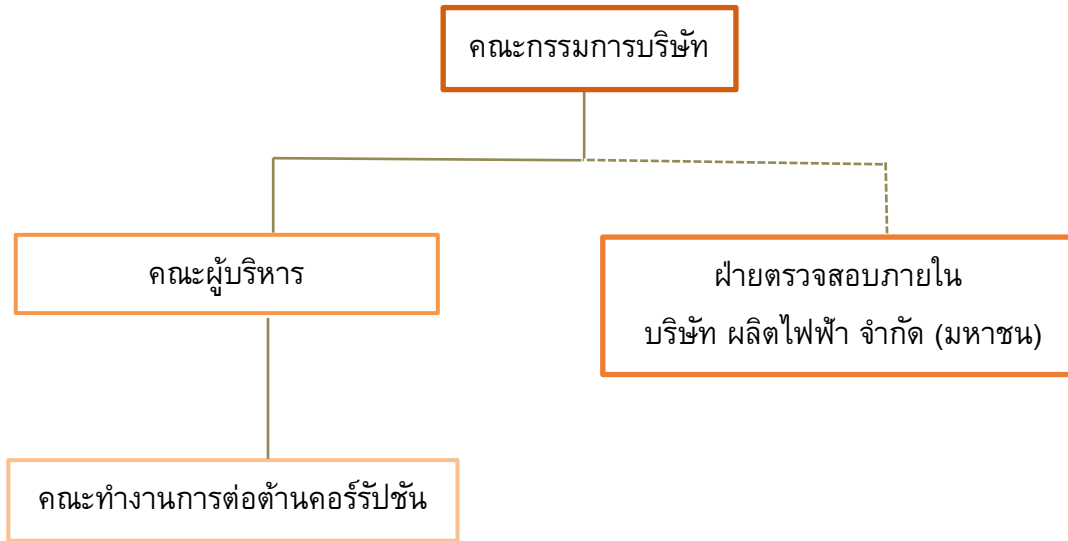 คณะกรรมการบริษัท
คณะผู้บริหาร
ฝ่ายตรวจสอบภายใน
บริษัท ผลิตไฟฟ้า จำกัด (มหาชน)
คณะทำงานการต่อต้านคอร์รัปชัน